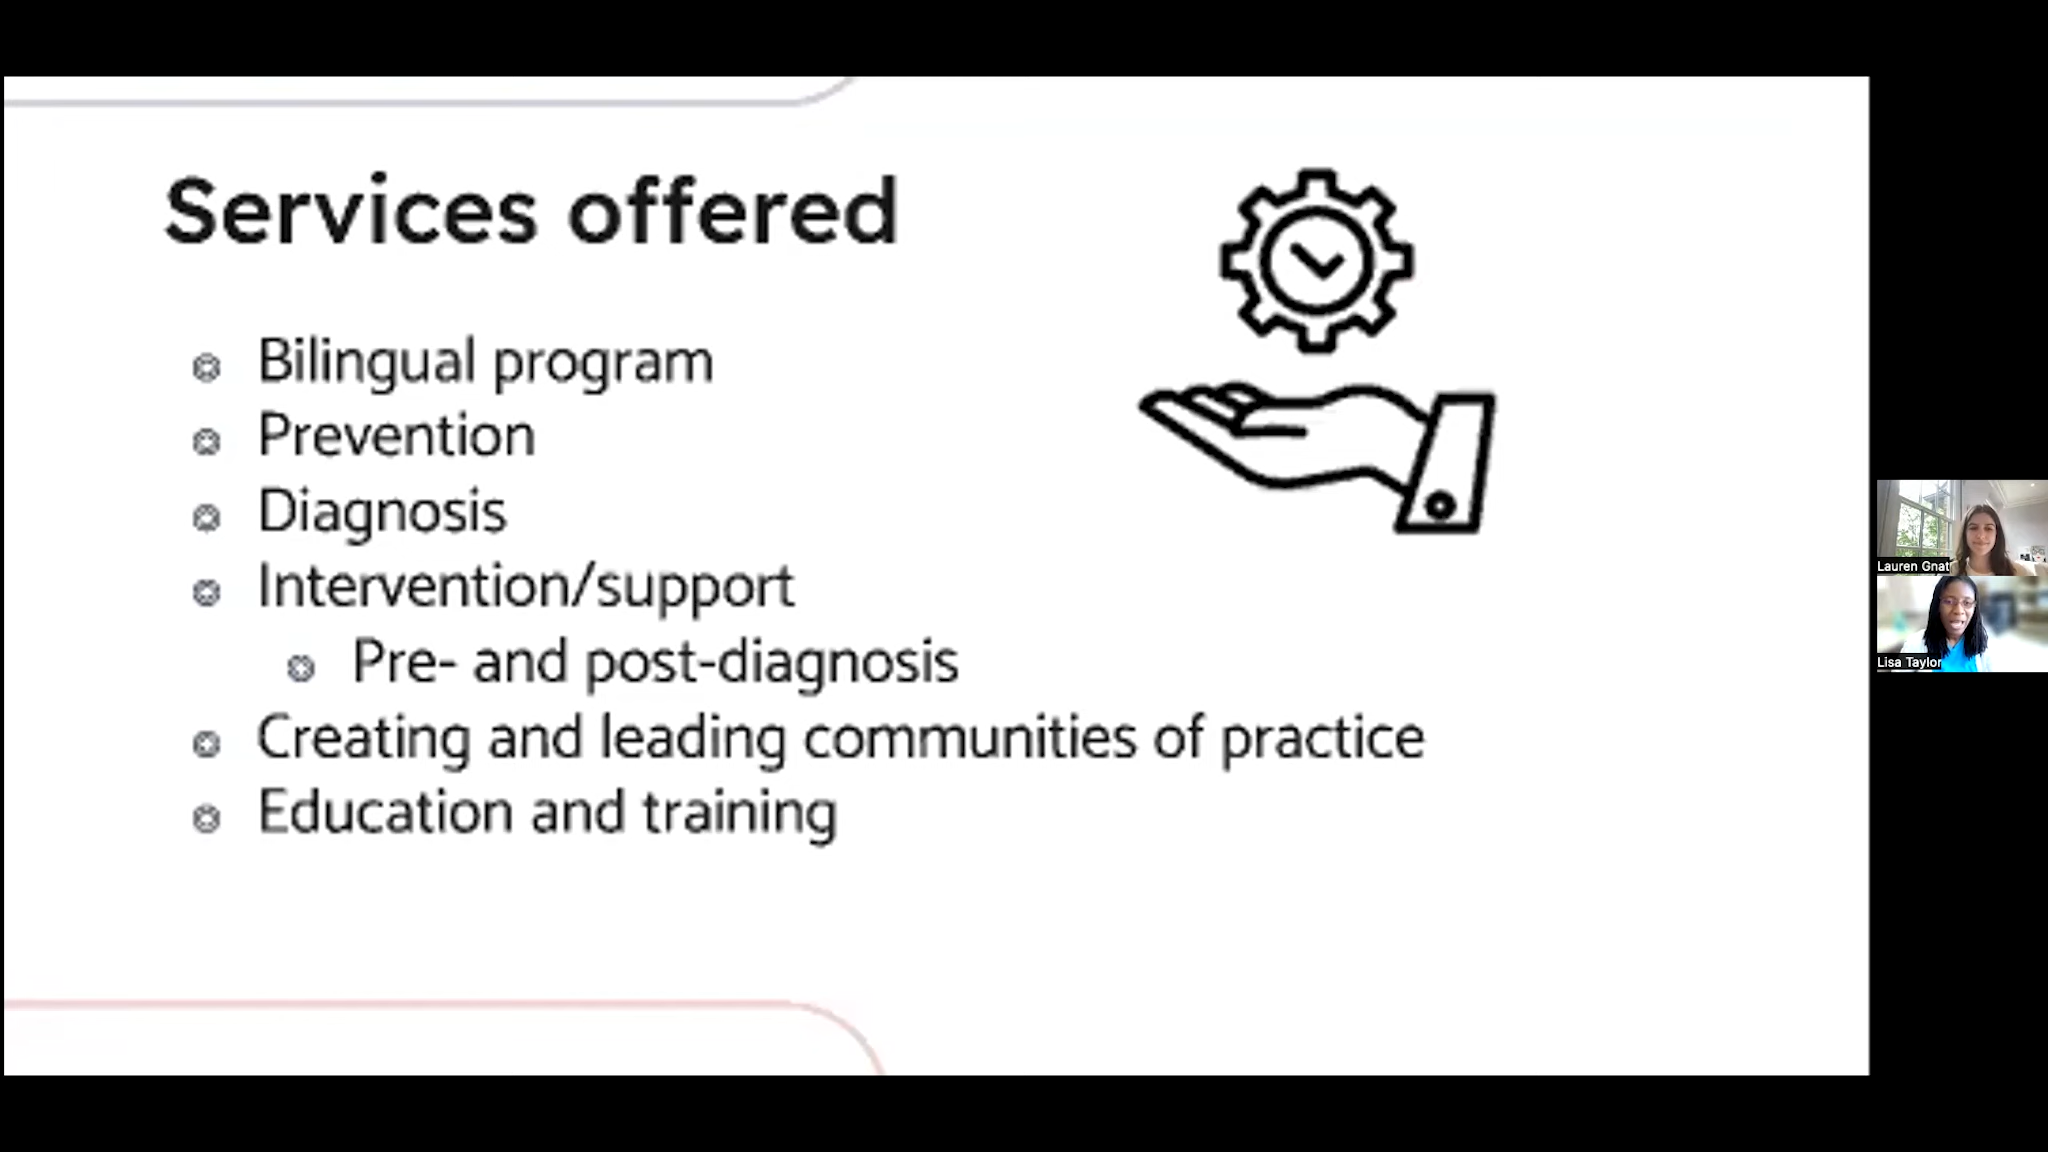 Services offered
Bilingual program
Prevention
Diagnosis
Intervention/support
Pre- and post-diagnosis
Creating and leading communities of practice
Education and training
Lauren Gnat
Lisa Taylor